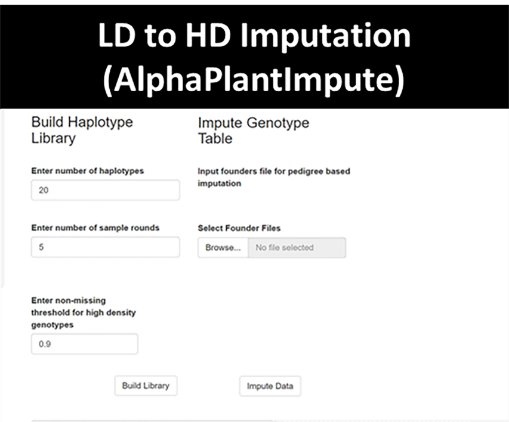 LD to HD Imputation
(AlphaPlantImpute)
Build Haplotype
Library
Enter number of haplotypes
20
Enter number of sample rounds
5
Enter non-missing
threshold for high density
genotypes
0.9
Build Library
Impute Genotype
Table
Input founders file for pedigree based
imputation
Select Founder Files
Browse... No file selected
Impute Data